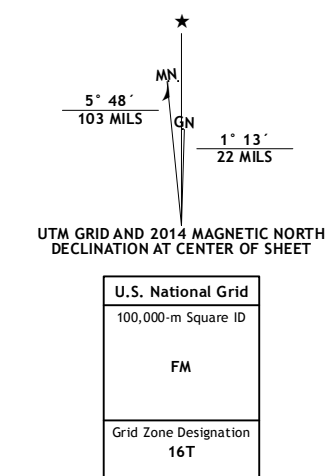 ★
MN
5° 48´
103 MILS
GN
1° 13´
22 MILS
UTM GRID AND 2014 MAGNETIC NORTH
DECLINATION AT CENTER OF SHEET
U.S. National Grid
100,000-m Square ID
FM
Grid Zone Designation
16T